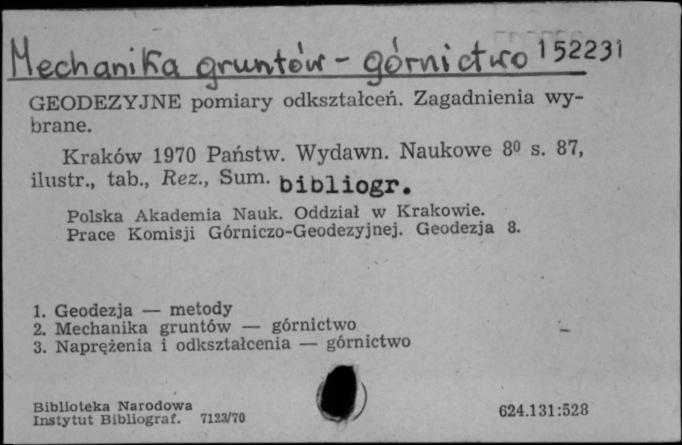 Mechanika gruntów - górnictwo 152231
GEODEZYJNE pomiary odkształceń. Zagadnienia wy-
brane.
Kraków 1970 Państw. Wydawn. Naukowe 8º s. 87,
ilustr., tab., Rez., Sum. bibliogr.
Polska Akademia Nauk. Oddział w Krakowie.
Prace Komisji Górniczo-Geodezyjnej. Geodezja 8.
1. Geodezja — metody
2. Mechanika gruntów — górnictwo
3. Naprężenia i odkształcenia — górnictwo
Biblioteka Narodowa
Instytut Bibliograf. 7123/70
624.131:528